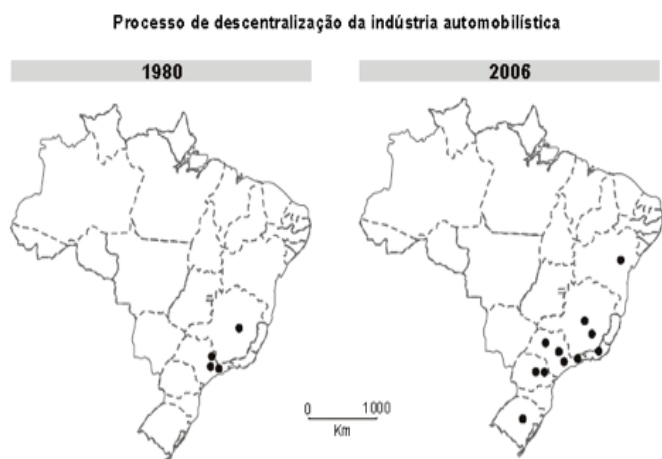 Processo de descentralização da indústria automobilística
1980
2006
0 1000
Km